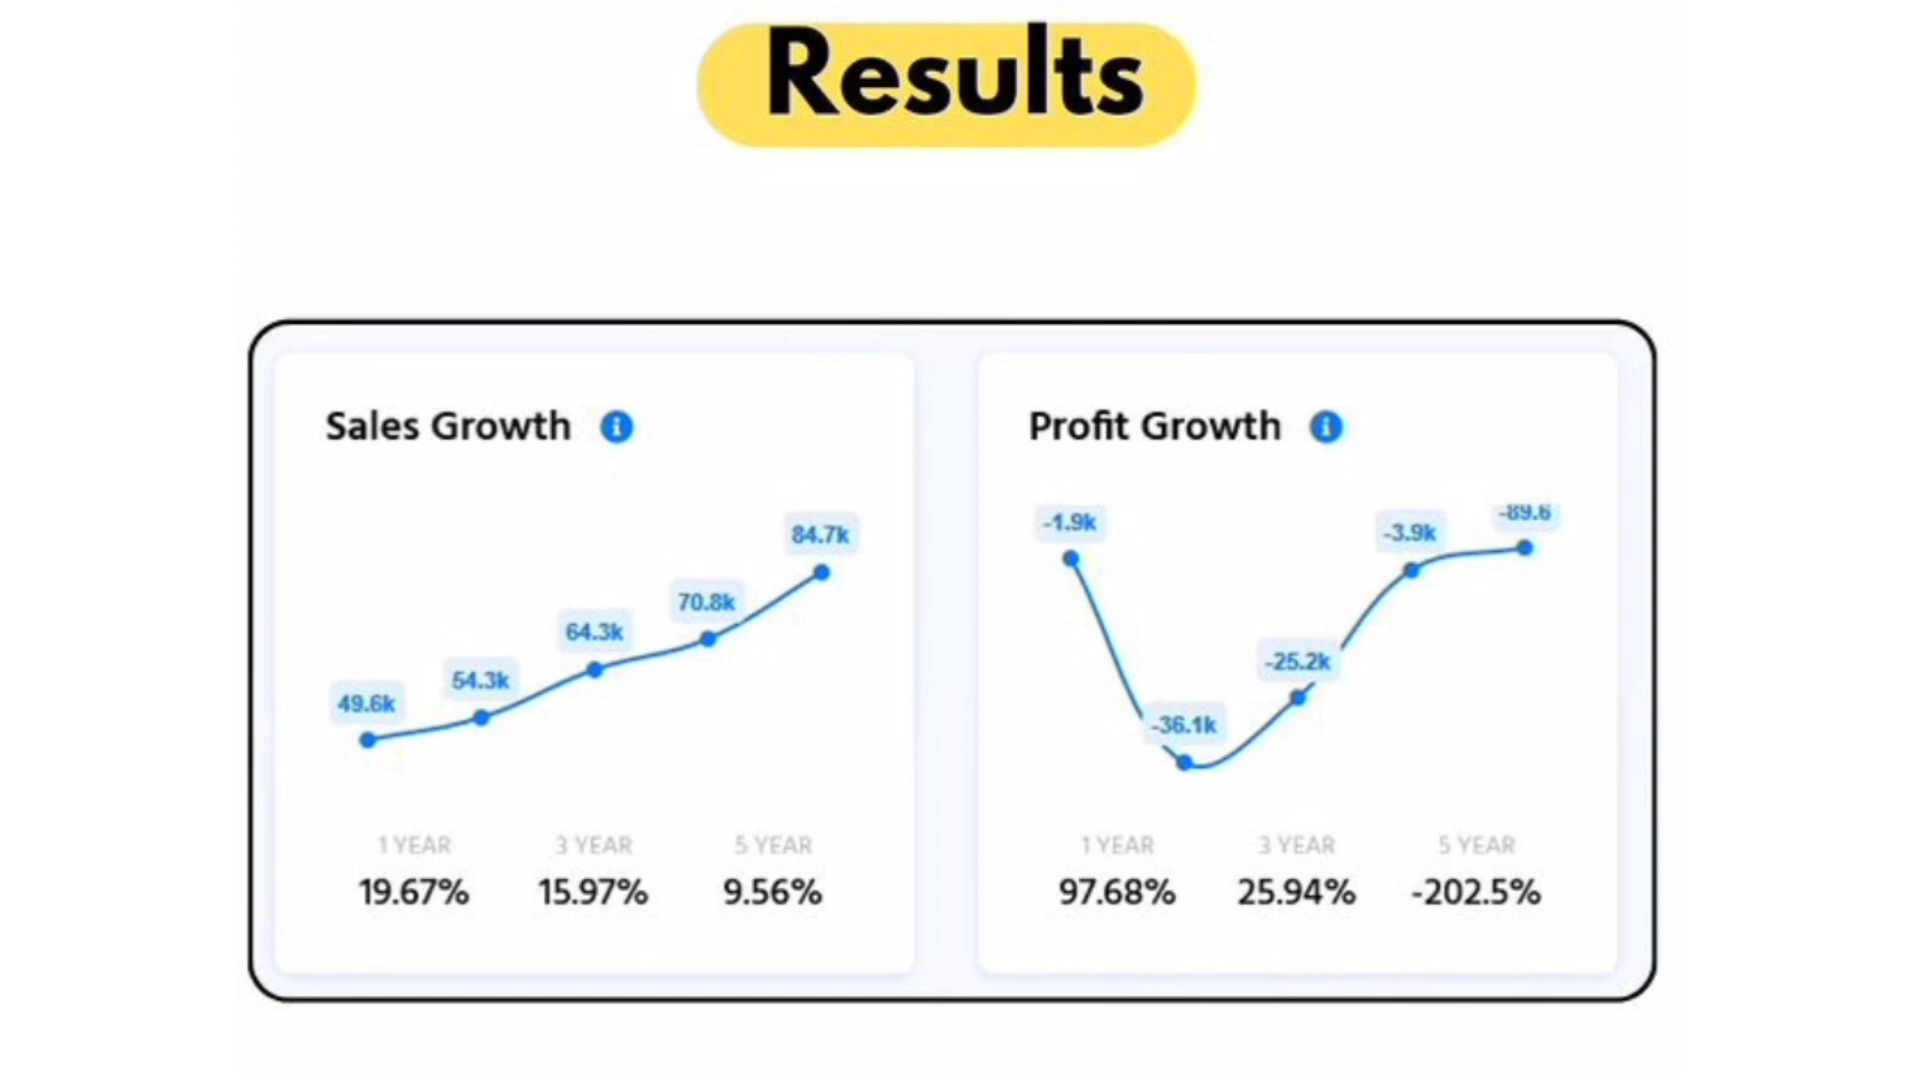 Results
Sales Growth
49.6k
54.3k
64.3k
70.8k
84.7k
1 YEAR 3 YEAR 5 YEAR
19.67% 15.97% 9.56%
Profit Growth
-1.9k
-36.1k
-25.2k
-3.9k
-89.6
1 YEAR 3 YEAR 5 YEAR
97.68% 25.94% -202.5%